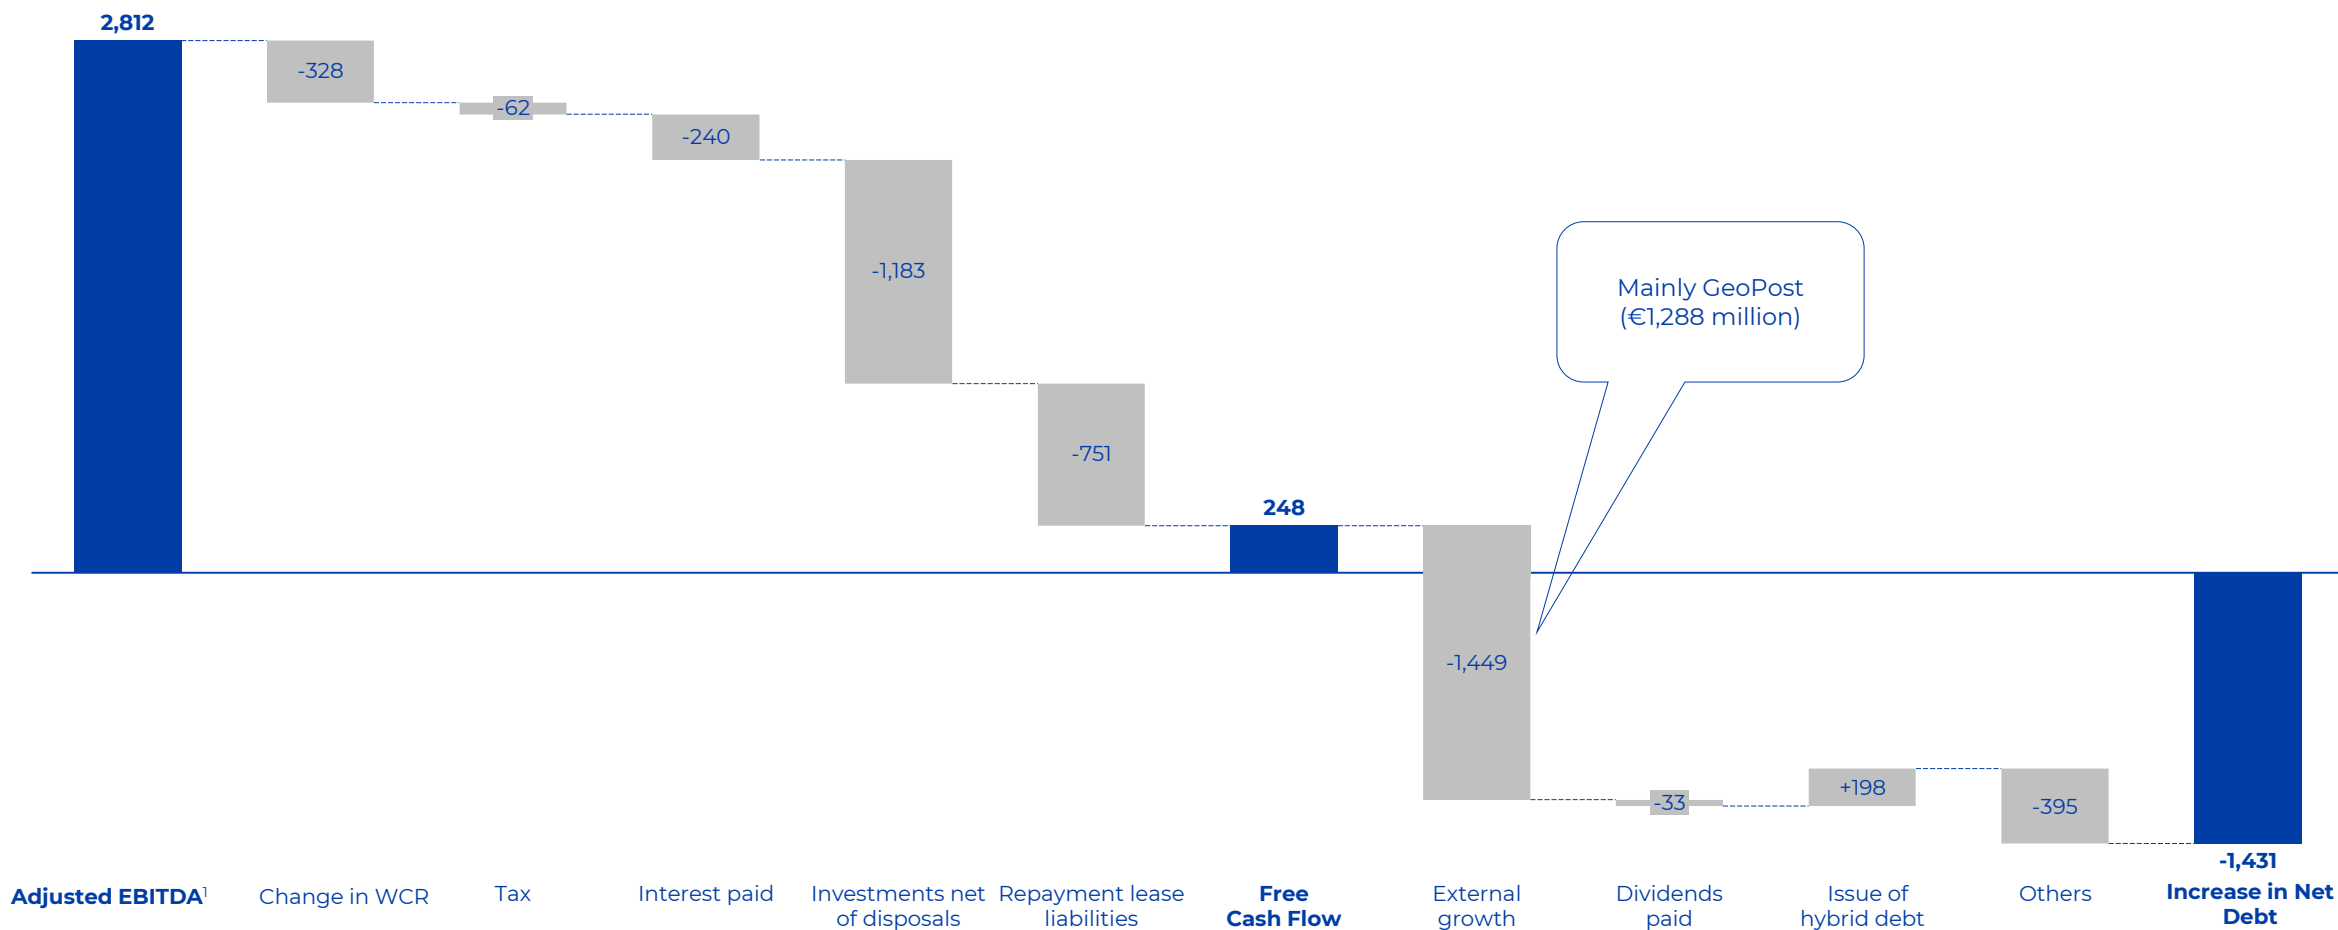 2,812
-328
-62
-240
-1,183
-751
248
Mainly GeoPost
(€1,288 million)
-1,449
-33
+198
-395
-1,431
Adjusted EBITDA¹
Change in WCR
Tax
Interest paid
Investments net
of disposals
Repayment lease
liabilities
Free
Cash Flow
External
growth
Dividends
paid
Issue of
hybrid debt
Others
Increase in Net
Debt